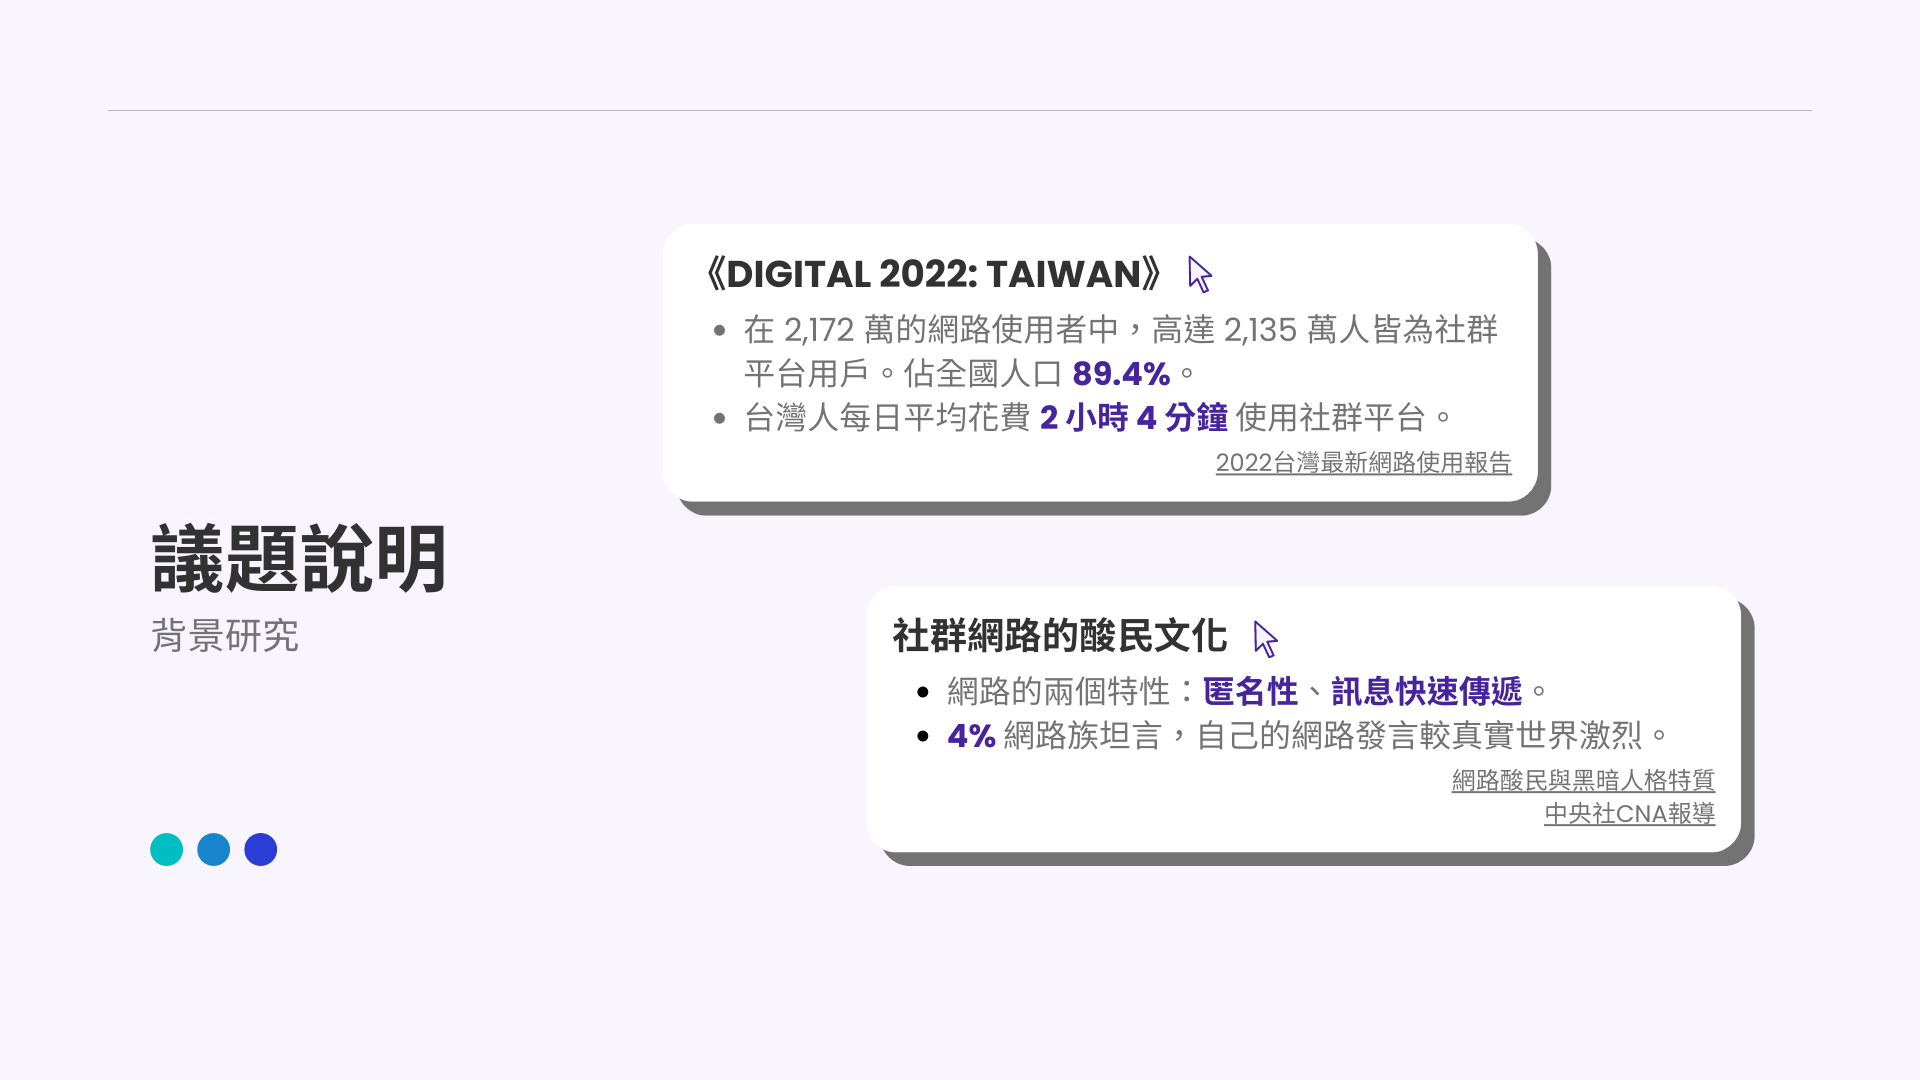 議題說明
背景研究
《DIGITAL 2022: TAIWAN》
在 2,172 萬的網路使用者中，高達 2,135 萬人皆為社群
平台用戶。佔全國人口 89.4%。
台灣人每日平均花費 2 小時 4 分鐘 使用社群平台。
2022台灣最新網路使用報告
社群網路的酸民文化
網路的兩個特性：匿名性、訊息快速傳遞。
4% 網路族坦言，自己的網路發言較真實世界激烈。
網路酸民與黑暗人格特質
中央社CNA報導